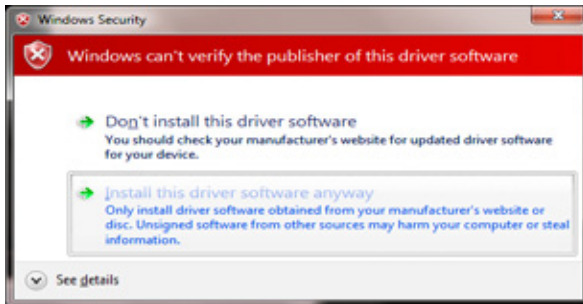 Windows Security
Windows can't verify the publisher of this driver software
Don't install this driver software
You should check your manufacturer's website for updated driver software
for your device.
Install this driver software anyway
Only install driver software obtained from your manufacturer's website or
disc. Unsigned software from other sources may harm your computer or steal
information.
See details